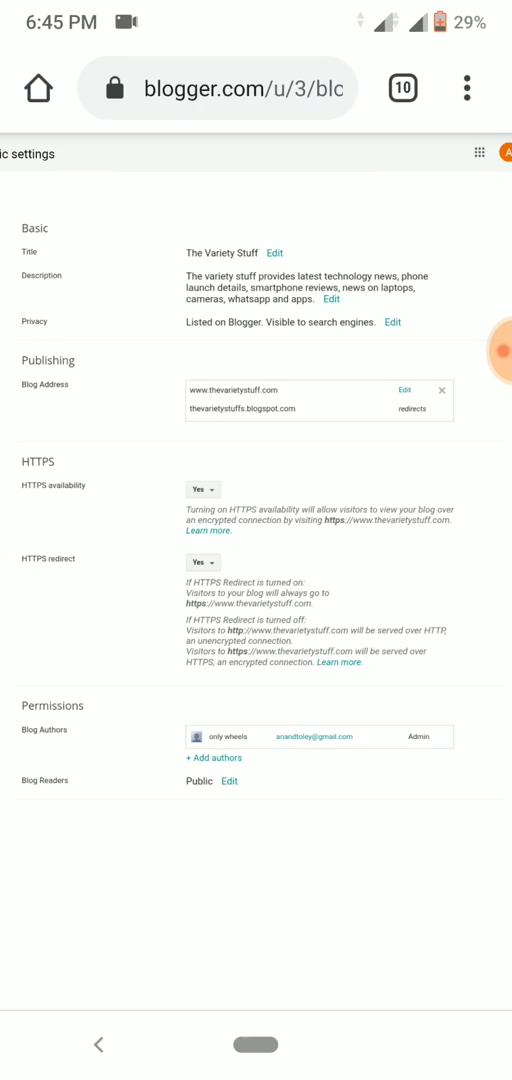 6:45 PM 29%
blogger.com/u/3/blc 10
ic settings A
Basic
Title The Variety Stuff Edit
Description The variety stuff provides latest technology news, phone
launch details, smartphone reviews, news on laptops,
cameras, whatsapp and apps. Edit
Privacy Listed on Blogger. Visible to search engines. Edit
Publishing
Blog Address www.thevarietystuff.com Edit
thevarietystuffs.blogspot.com redirects
HTTPS
HTTPS availability Yes
Turning on HTTPS availability will allow visitors to view your blog over
an encrypted connection by visiting https://www.thevarietystuff.com.
Learn more.
HTTPS redirect Yes
If HTTPS Redirect is turned on:
Visitors to your blog will always go to
https://www.thevarietystuff.com.
If HTTPS Redirect is turned off:
Visitors to http://www.thevarietystuff.com will be served over HTTP,
an unencrypted connection.
Visitors to https://www.thevarietystuff.com will be served over
HTTPS, an encrypted connection. Learn more.
Permissions
Blog Authors only wheels anandtoley@gmail.com Admin
+ Add authors
Blog Readers Public Edit